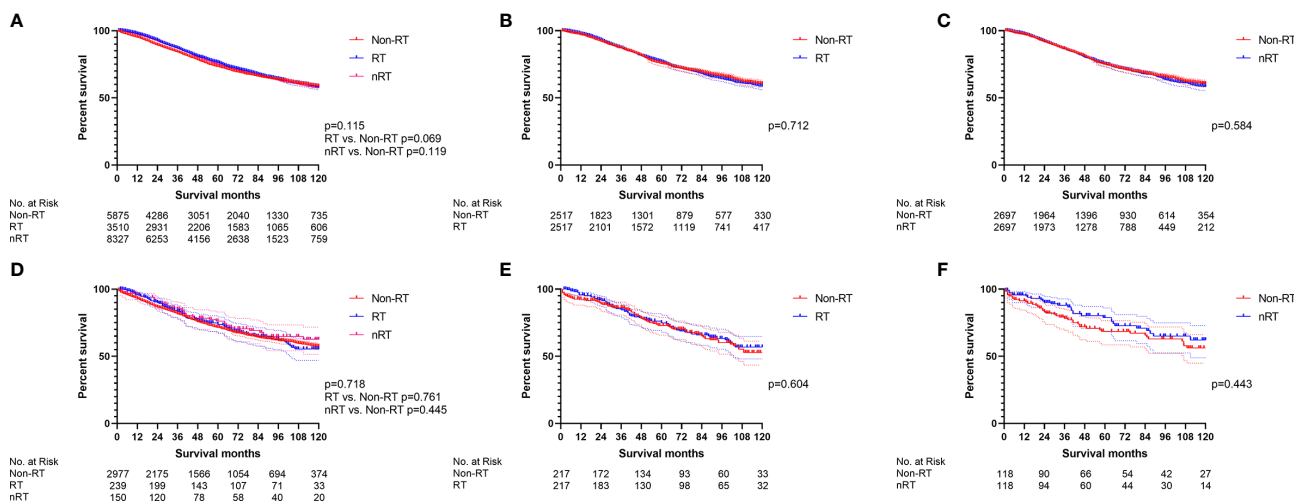 A
Percent survival
100
50
0
0 12 24 36 48 60 72 84 96 108 120
Survival months
Non-RT
RT
nRT
p=0.115
RT vs. Non-RT p=0.069
nRT vs. Non-RT p=0.119
No. at Risk
Non-RT 5875 4286 3051 2040 1330 735
RT 3510 2931 2206 1583 1065 606
nRT 8327 6253 4156 2638 1523 759
B
Percent survival
100
50
0
0 12 24 36 48 60 72 84 96 108 120
Survival months
Non-RT
RT
p=0.712
No. at Risk
Non-RT 2517 1823 1301 879 577 330
RT 2517 2101 1572 1119 741 417
C
Percent survival
100
50
0
0 12 24 36 48 60 72 84 96 108 120
Survival months
Non-RT
nRT
p=0.584
No. at Risk
Non-RT 2697 1964 1396 930 614 354
nRT 2697 1973 1278 788 449 212
D
Percent survival
100
50
0
0 12 24 36 48 60 72 84 96 108 120
Survival months
Non-RT
RT
nRT
p=0.718
RT vs. Non-RT p=0.761
nRT vs. Non-RT p=0.445
No. at Risk
Non-RT 2977 2175 1566 1054 694 374
RT 239 199 143 107 71 33
nRT 150 120 78 58 40 20
E
Percent survival
100
50
0
0 12 24 36 48 60 72 84 96 108 120
Survival months
Non-RT
RT
p=0.604
No. at Risk
Non-RT 217 172 134 93 60 33
RT 217 183 130 98 65 32
F
Percent survival
100
50
0
0 12 24 36 48 60 72 84 96 108 120
Survival months
Non-RT
nRT
p=0.443
No. at Risk
Non-RT 118 90 66 54 42 27
nRT 118 94 60 44 30 14